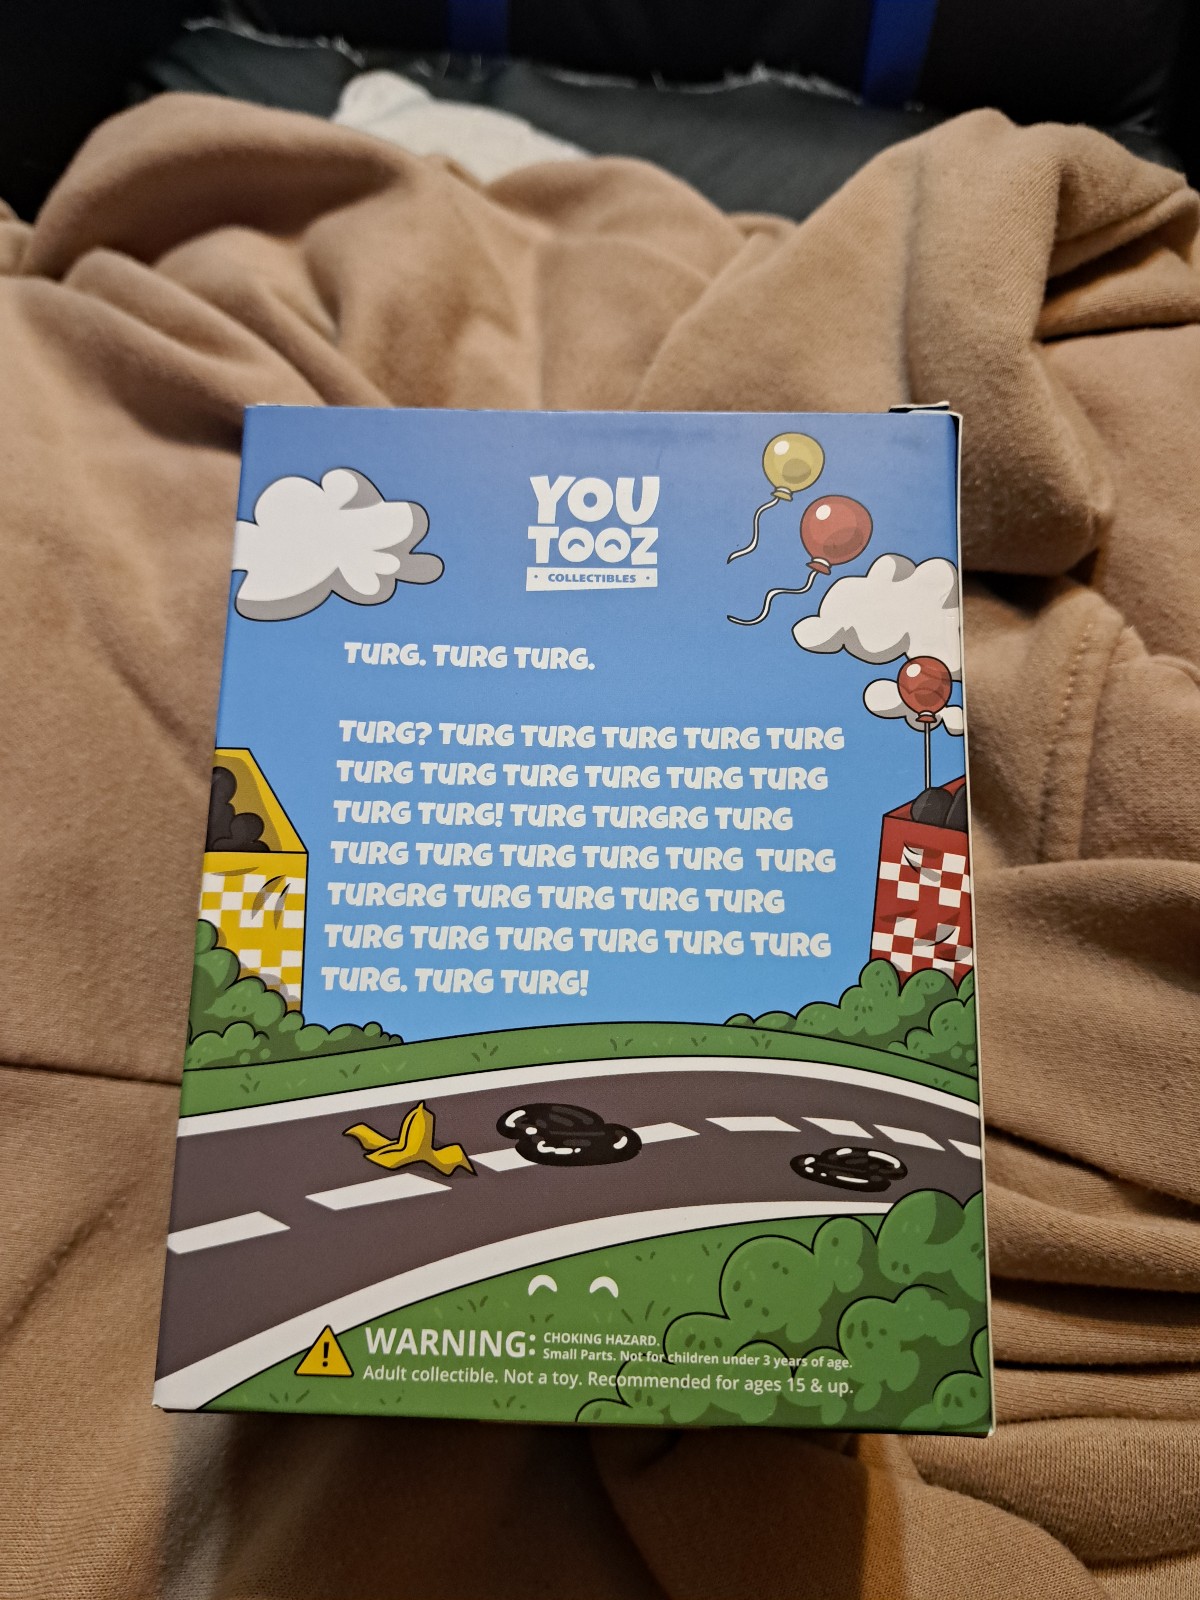 YOU
TOOZ
• COLLECTIBLES •
TURG. TURG TURG.
TURG? TURG TURG TURG TURG TURG
TURG TURG TURG TURG TURG TURG
TURG TURG! TURG TURGRG TURG
TURG TURG TURG TURG TURG TURG
TURGRG TURG TURG TURG TURG
TURG TURG TURG TURG TURG TURG
TURG. TURG TURG!
WARNING: CHOKING HAZARD.
Small Parts. Not for children under 3 years of age.
Adult collectible. Not a toy. Recommended for ages 15 & up.